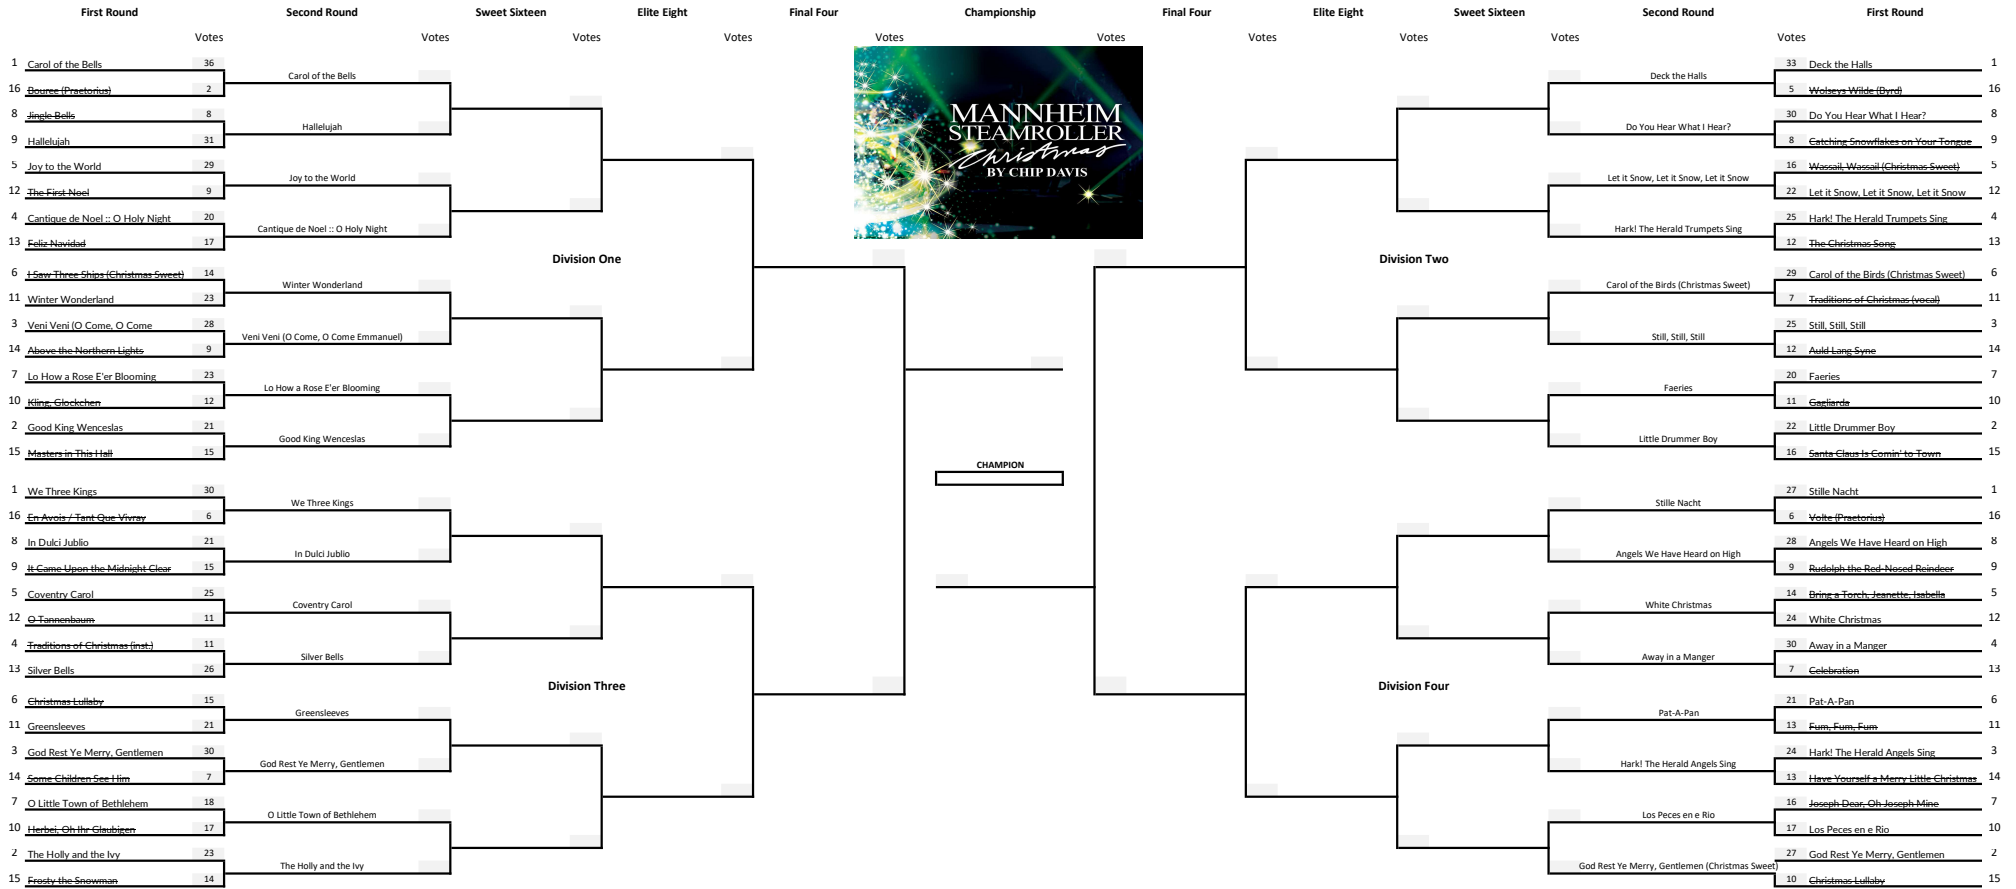 First Round Second Round Sweet Sixteen Elite Eight Final Four Championship Final Four Elite Eight Sweet Sixteen Second Round First Round
Votes Votes Votes Votes Votes Votes Votes Votes Votes Votes
MANNHEIM
STEAMROLLER
Christmas
BY CHIP DAVIS
1 Carol of the Bells 36
16 Bouree (Praetorius) 2
8 Jingle Bells 8
9 Hallelujah 31
5 Joy to the World 29
12 The First Noel 9
4 Cantique de Noel :: O Holy Night 20
13 Feliz Navidad 17
6 I Saw Three Ships (Christmas Sweet) 14
11 Winter Wonderland 23
3 Veni Veni (O Come, O Come 28
14 Above the Northern Lights 9
7 Lo How a Rose E'er Blooming 23
10 Kling, Glockchen 12
2 Good King Wenceslas 21
15 Masters in This Hall 15
Carol of the Bells
Hallelujah
Joy to the World
Cantique de Noel :: O Holy Night
Winter Wonderland
Veni Veni (O Come, O Come Emmanuel)
Lo How a Rose E'er Blooming
Good King Wenceslas
Division One
1 We Three Kings 30
16 En Avois / Tant Que Vivray 6
8 In Dulci Jublio 21
9 It Came Upon the Midnight Clear 15
5 Coventry Carol 25
12 O Tannenbaum 11
4 Traditions of Christmas (inst.) 11
13 Silver Bells 26
6 Christmas Lullaby 15
11 Greensleeves 21
3 God Rest Ye Merry, Gentlemen 30
14 Some Children See Him 7
7 O Little Town of Bethlehem 18
10 Herbei, Oh Ihr Glaubigen 17
2 The Holly and the Ivy 23
15 Frosty the Snowman 14
We Three Kings
In Dulci Jublio
Coventry Carol
Silver Bells
Greensleeves
God Rest Ye Merry, Gentlemen
O Little Town of Bethlehem
The Holly and the Ivy
Division Three
CHAMPION
Division Two
Deck the Halls
Do You Hear What I Hear?
Let it Snow, Let it Snow, Let it Snow
Hark! The Herald Trumpets Sing
Carol of the Birds (Christmas Sweet)
Still, Still, Still
Faeries
Little Drummer Boy
33 Deck the Halls 1
5 Wolseys Wilde (Byrd) 16
30 Do You Hear What I Hear? 8
8 Catching Snowflakes on Your Tongue 9
16 Wassail, Wassail (Christmas Sweet) 5
22 Let it Snow, Let it Snow, Let it Snow 12
25 Hark! The Herald Trumpets Sing 4
12 The Christmas Song 13
29 Carol of the Birds (Christmas Sweet) 6
7 Traditions of Christmas (vocal) 11
25 Still, Still, Still 3
12 Auld Lang Syne 14
20 Faeries 7
11 Gagliarda 10
22 Little Drummer Boy 2
16 Santa Claus Is Comin' to Town 15
Division Four
Stille Nacht
Angels We Have Heard on High
White Christmas
Away in a Manger
Pat-A-Pan
Hark! The Herald Angels Sing
Los Peces en e Rio
God Rest Ye Merry, Gentlemen (Christmas Sweet)
27 Stille Nacht 1
6 Volte (Praetorius) 16
28 Angels We Have Heard on High 8
9 Rudolph the Red-Nosed Reindeer 9
14 Bring a Torch, Jeanette, Isabella 5
24 White Christmas 12
30 Away in a Manger 4
7 Celebration 13
21 Pat-A-Pan 6
13 Fum, Fum, Fum 11
24 Hark! The Herald Angels Sing 3
13 Have Yourself a Merry Little Christmas 14
16 Joseph Dear, Oh Joseph Mine 7
17 Los Peces en e Rio 10
27 God Rest Ye Merry, Gentlemen 2
10 Christmas Lullaby 15